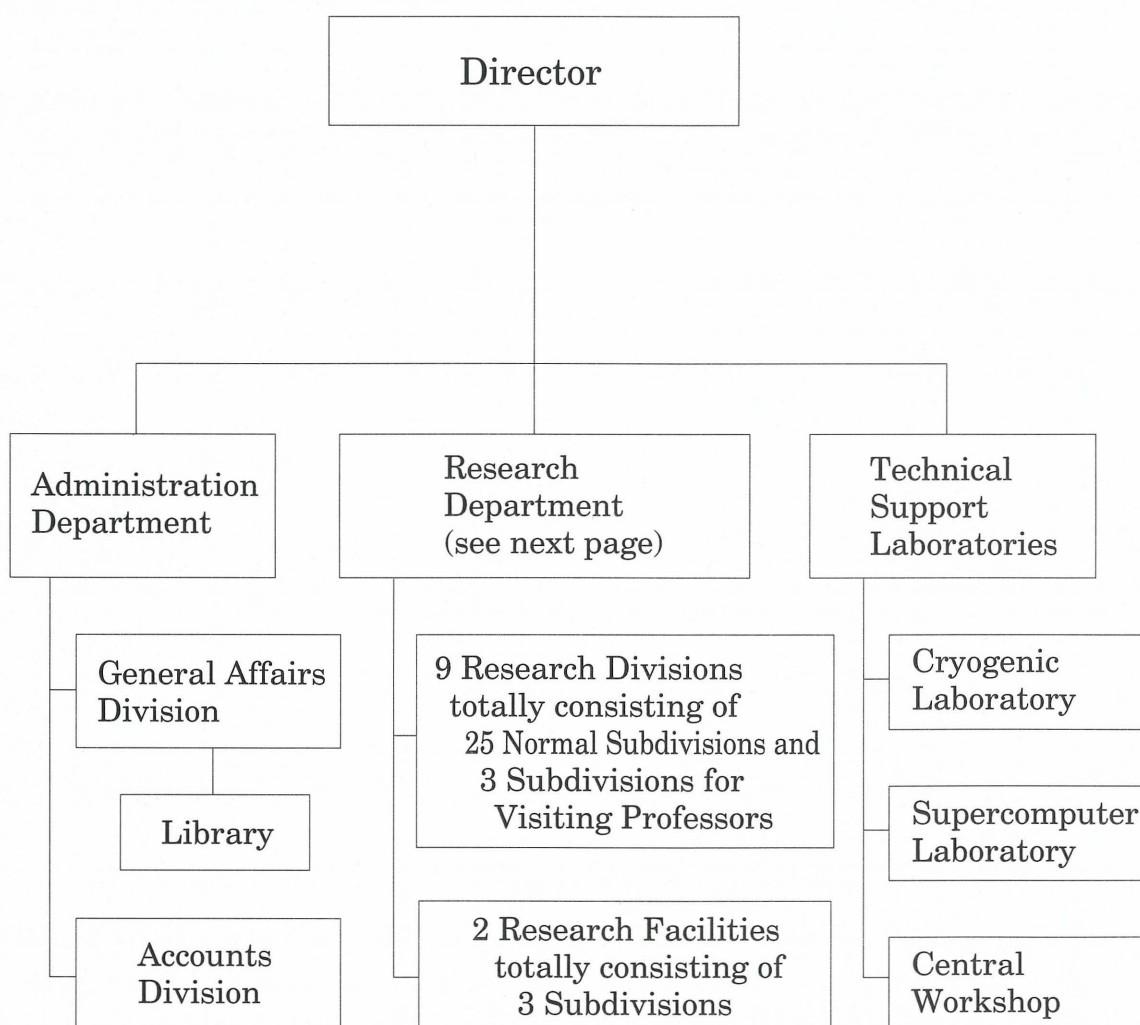 Director
Administration
Department
Research
Department
(see next page)
Technical
Support
Laboratories
General Affairs
Division
Library
Accounts
Division
9 Research Divisions
totally consisting of
25 Normal Subdivisions and
3 Subdivisions for
Visiting Professors
2 Research Facilities
totally consisting of
3 Subdivisions
Cryogenic
Laboratory
Supercomputer
Laboratory
Central
Workshop